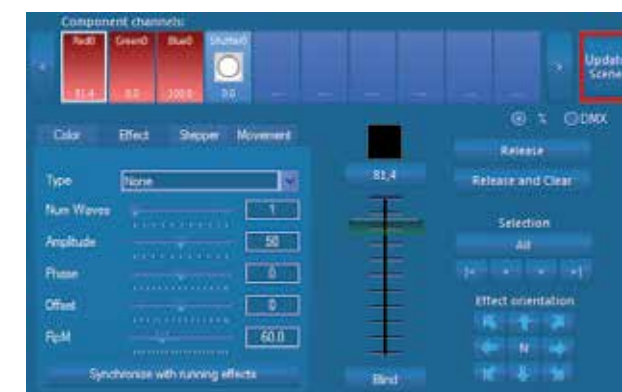 Component channels:
Red0 Green0 Blue0 Shutter0
81,4 0.0 100.0 0.0
Update Scene
% DMX
Color Effect Stepper Movement
Release
81,4
Release and Clear
Type None
Num Waves 1
Selection
Amplitude 50
All
Phase 0
Offset 0
Effect orientation
RpM 60.0
N
Synchronize with running effects
Blind